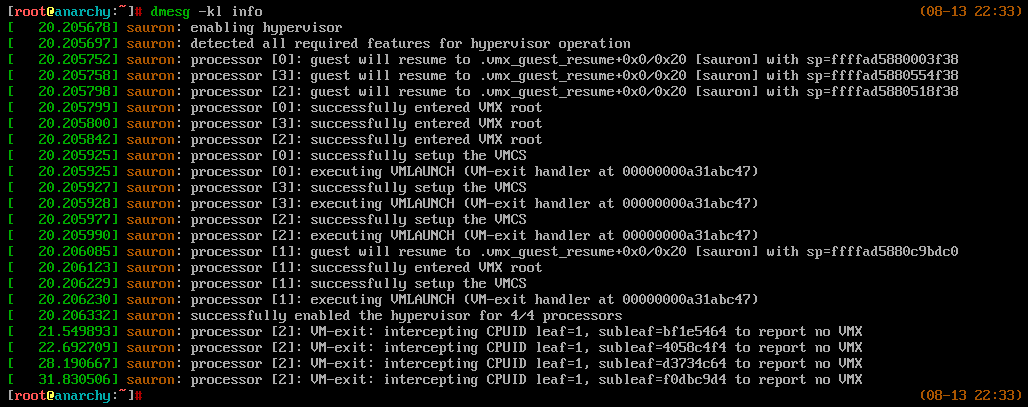 [root@anarchy:~]# dmesg -kl info (08-13 22:33)
[   20.205678] sauron: enabling hypervisor
[   20.205697] sauron: detected all required features for hypervisor operation
[   20.205752] sauron: processor [0]: guest will resume to .vmx_guest_resume+0x0/0x20 [sauron] with sp=ffffad5880003f38
[   20.205758] sauron: processor [3]: guest will resume to .vmx_guest_resume+0x0/0x20 [sauron] with sp=ffffad5880554f38
[   20.205798] sauron: processor [2]: guest will resume to .vmx_guest_resume+0x0/0x20 [sauron] with sp=ffffad5880518f38
[   20.205799] sauron: processor [0]: successfully entered VMX root
[   20.205800] sauron: processor [3]: successfully entered VMX root
[   20.205842] sauron: processor [2]: successfully entered VMX root
[   20.205925] sauron: processor [0]: successfully setup the VMCS
[   20.205925] sauron: processor [0]: executing VMLAUNCH (VM-exit handler at 00000000a31abc47)
[   20.205927] sauron: processor [3]: successfully setup the VMCS
[   20.205928] sauron: processor [3]: executing VMLAUNCH (VM-exit handler at 00000000a31abc47)
[   20.205977] sauron: processor [2]: successfully setup the VMCS
[   20.205990] sauron: processor [2]: executing VMLAUNCH (VM-exit handler at 00000000a31abc47)
[   20.206085] sauron: processor [1]: guest will resume to .vmx_guest_resume+0x0/0x20 [sauron] with sp=ffffad5880c9bdc0
[   20.206123] sauron: processor [1]: successfully entered VMX root
[   20.206229] sauron: processor [1]: successfully setup the VMCS
[   20.206230] sauron: processor [1]: executing VMLAUNCH (VM-exit handler at 00000000a31abc47)
[   20.206332] sauron: successfully enabled the hypervisor for 4/4 processors
[   21.549893] sauron: processor [2]: VM-exit: intercepting CPUID leaf=1, subleaf=bf1e5464 to report no VMX
[   22.692709] sauron: processor [2]: VM-exit: intercepting CPUID leaf=1, subleaf=4058c4f4 to report no VMX
[   28.190667] sauron: processor [2]: VM-exit: intercepting CPUID leaf=1, subleaf=d3734c64 to report no VMX
[   31.830506] sauron: processor [2]: VM-exit: intercepting CPUID leaf=1, subleaf=f0dbc9d4 to report no VMX
[root@anarchy:~]# (08-13 22:33)